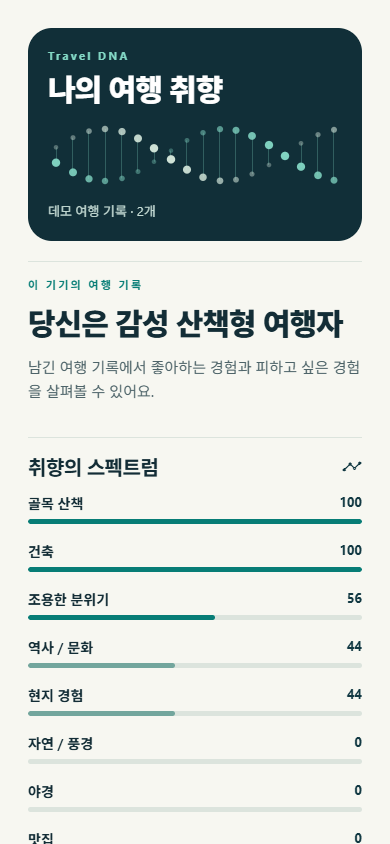 Travel DNA
나의 여행 취향
데모 여행 기록 · 2개
이 기기의 여행 기록
당신은 감성 산책형 여행자
남긴 여행 기록에서 좋아하는 경험과 피하고 싶은 경험
을 살펴볼 수 있어요.
취향의 스펙트럼
골목 산책 100
건축 100
조용한 분위기 56
역사 / 문화 44
현지 경험 44
자연 / 풍경 0
야경 0
맛집 0